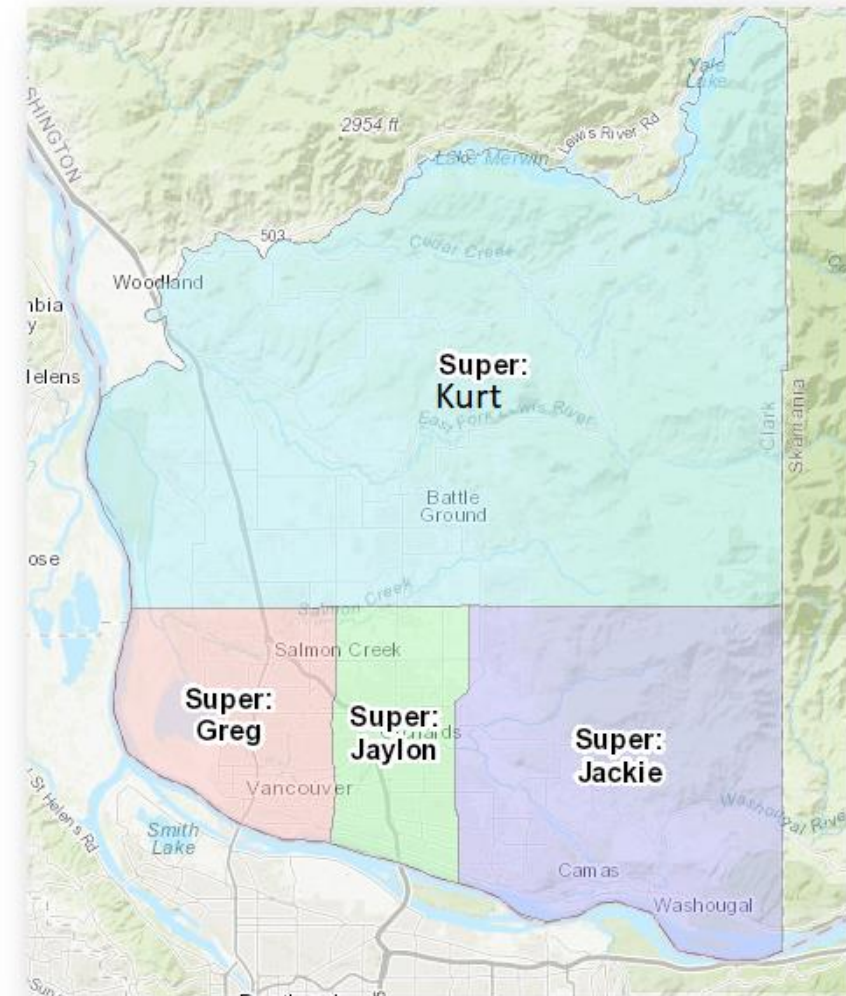 Yale
Lake
SHINGTON
2954 ft
Lewis River Rd
Lake Merwin
503
Cedar Creek
Woodland
mbia
y
lelens
Super:
Kurt
East Fork Lewis River
Clark
Skamania
Battle
Ground
ose
Salmon Creek
Salmon Creek
Super:
Greg
Super:
Jaylon
Super:
Jackie
Vancouver
St Helens Rd
Smith
Lake
Washougal River
Camas
Washougal